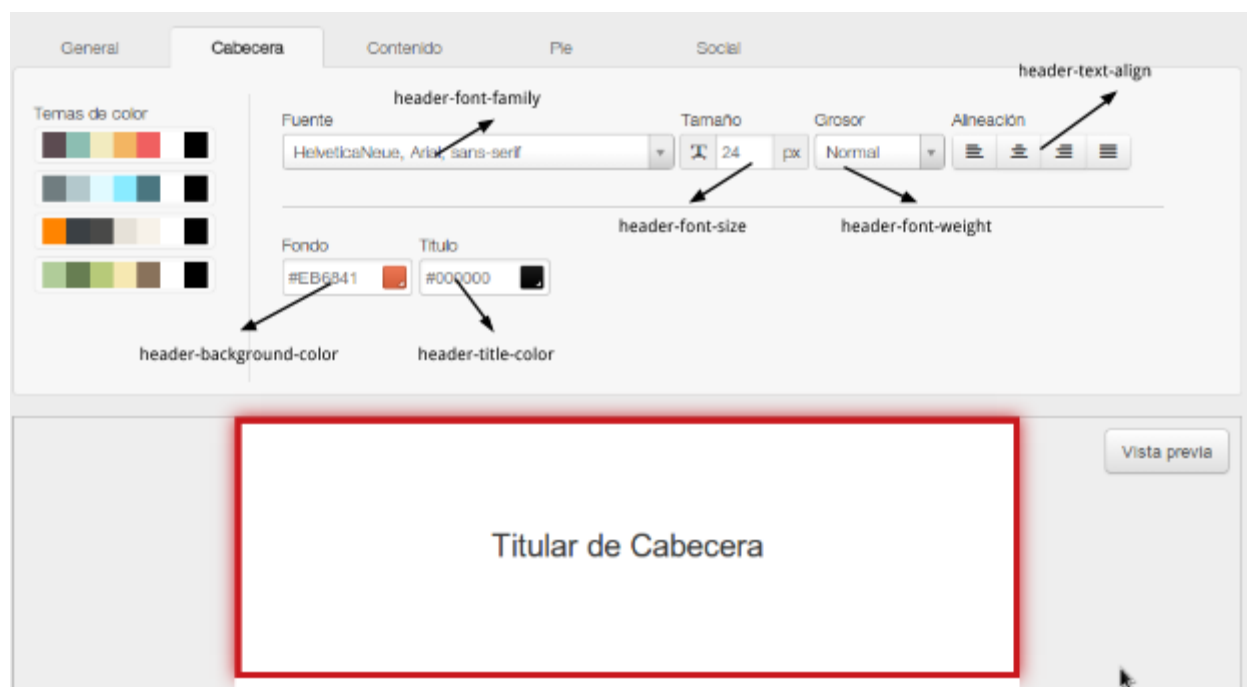 General Cabecera Contenido Pie Social
header-text-align
Temas de color
header-font-family
Fuente Tamaño Grosor Alineación
HelveticaNeue, Arial, sans-serif T 24 px Normal
header-font-size header-font-weight
Fondo Título
#EB6841 #000000
header-background-color header-title-color
Vista previa
Titular de Cabecera